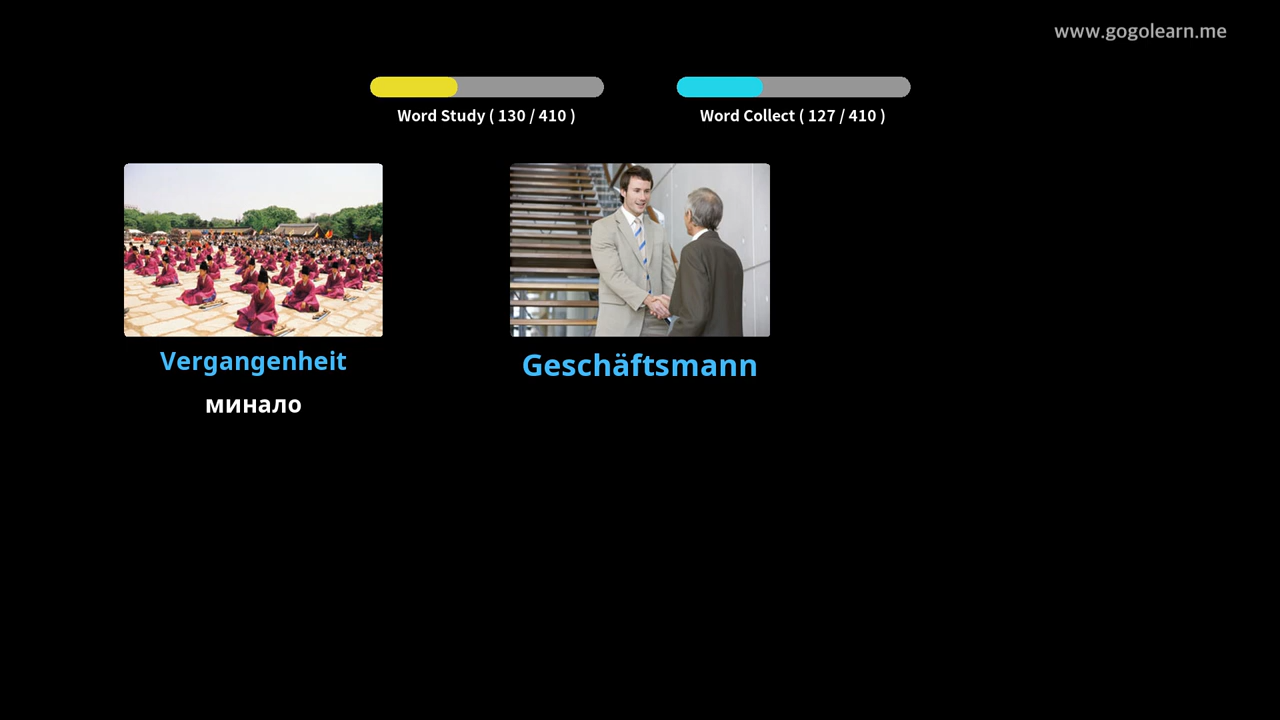 www.gogolearn.me
Word Study ( 130 / 410 )
Word Collect ( 127 / 410 )
Vergangenheit
минало
Geschäftsmann